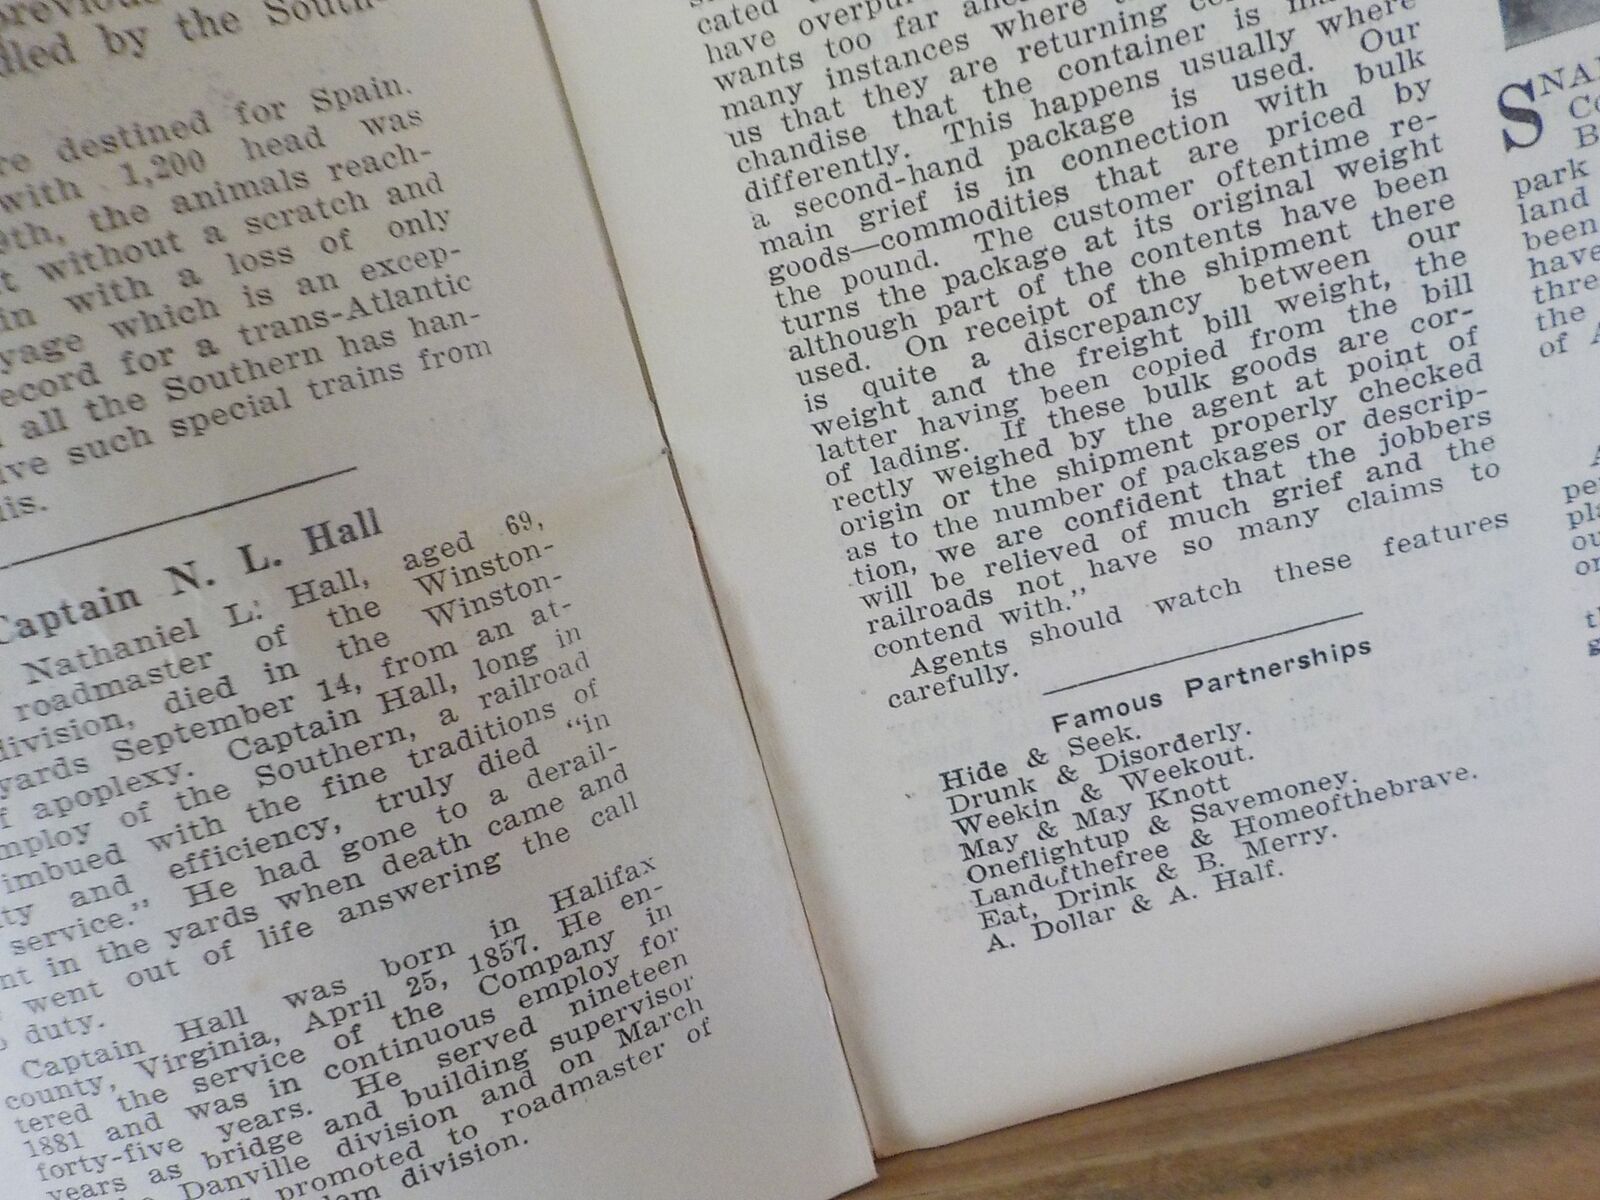 previous
dled by the Southe
re destined for Spain.
with 1,200 head was
9th, the animals reach-
t without a scratch and
in with a loss of only
yage which is an excep-
ecord for a trans-Atlantic
all the Southern has han-
ive such special trains from
is.
Captain N. L. Hall
Nathaniel L. Hall, aged 69,
roadmaster of the Winston-
division, died in the Winston-
yards September 14, from an at-
f apoplexy. Captain Hall, long in
mploy of the Southern, a railroad
imbued with the fine traditions of
ty and efficiency, truly died "in
service." He had gone to a derail-
nt in the yards when death came and
went out of life answering the call
duty.
Captain Hall was born in Halifax
county, Virginia, April 25, 1857. He en-
tered the service of the Company in
1881 and was in continuous employ for
forty-five years. He served nineteen
years as bridge and building supervisor
Danville division and on March
promoted to roadmaster of
em division.
cated
have overpu
wants too far
many instances where
us that they are returning
chandise that the container is
differently. This happens usually where
a second-hand package is used. Our
main grief is in connection with bulk
goods—commodities that are priced by
the pound. The customer oftentime re-
turns the package at its original weight
although part of the contents have been
used. On receipt of the shipment there
is quite a discrepancy between our
weight and the freight bill weight, the
latter having been copied from the bill
of lading. If these bulk goods are cor-
rectly weighed by the agent at point of
origin or the shipment properly checked
as to the number of packages or descrip-
tion, we are confident that the jobbers
will be relieved of much grief and the
railroads not have so many claims to
contend with."
Agents should watch these features
carefully.
Famous Partnerships
Hide & Seek.
Drunk & Disorderly.
Weekin & Weekout.
May & May Knott
Oneflightup & Savemoney.
Landofthefree & Homeofthebrave.
Eat, Drink & B. Merry.
A. Dollar & A. Half.
SNA
Co
B
park
land
been
have
thre
the
of A
A
pe
pla
ou
or
t
g